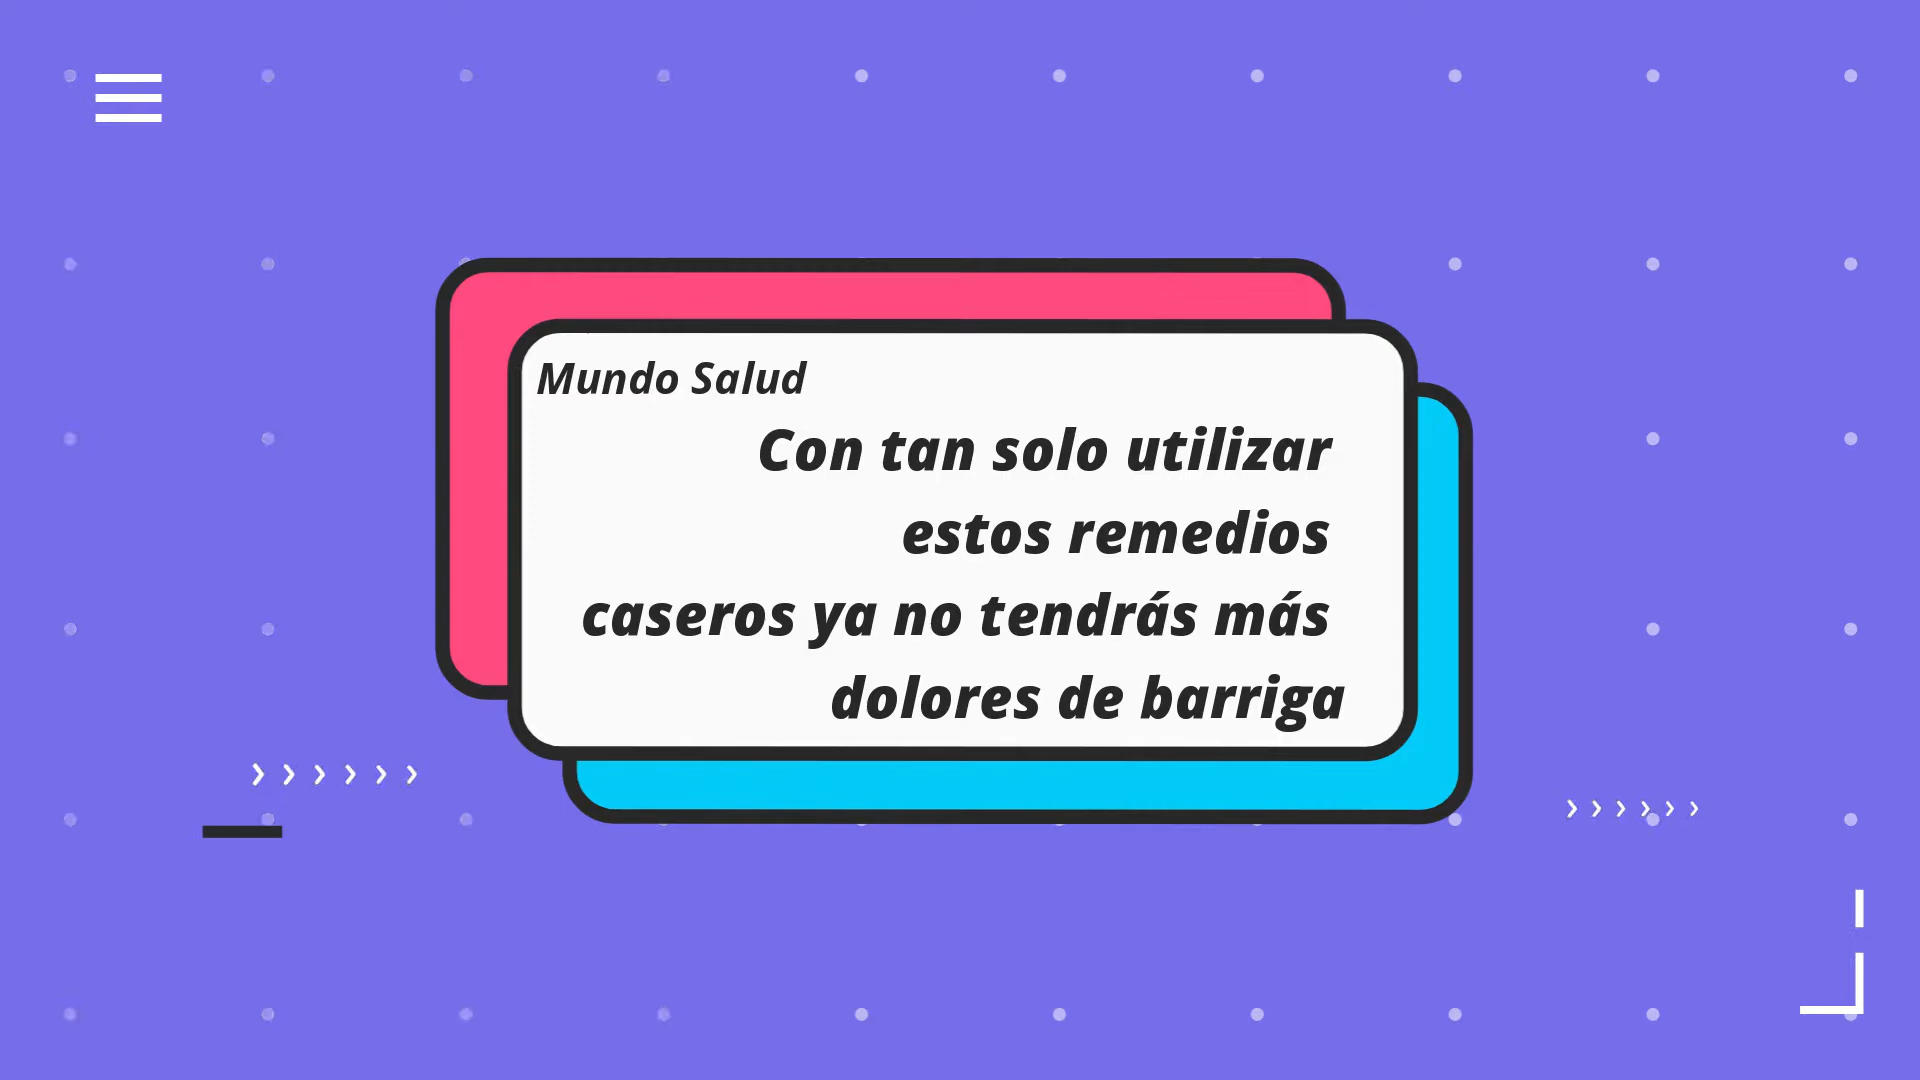 Mundo Salud
Con tan solo utilizar
estos remedios
caseros ya no tendrás más
dolores de barriga